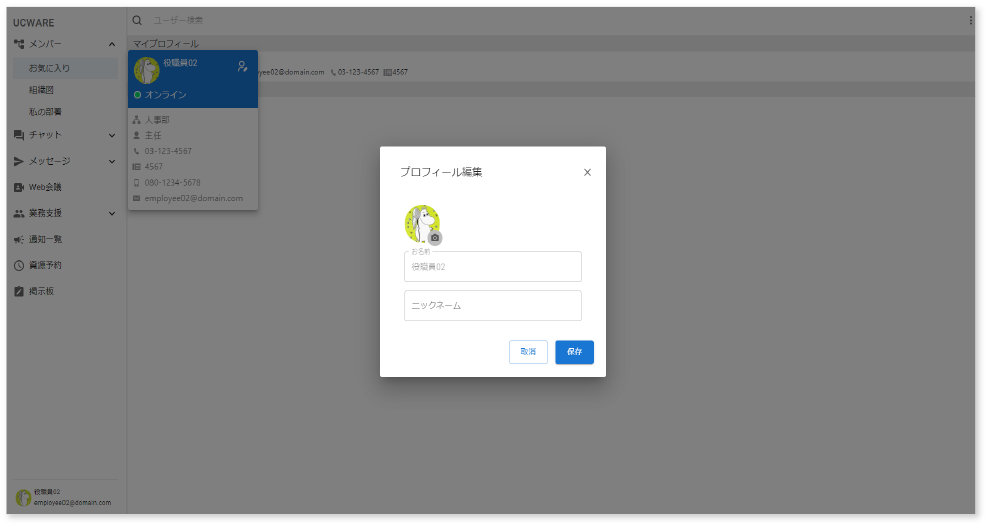 UCWARE
メンバー
お気に入り
組織図
私の部署
チャット
メッセージ
Web会議
業務支援
通知一覧
資源予約
掲示板
役職員02
employee02@domain.com
ユーザー検索
マイプロフィール
役職員02
オンライン
yee02@domain.com 03-123-4567 4567
人事部
主任
03-123-4567
4567
080-1234-5678
employee02@domain.com
プロフィール編集
お名前
役職員02
ニックネーム
取消 保存